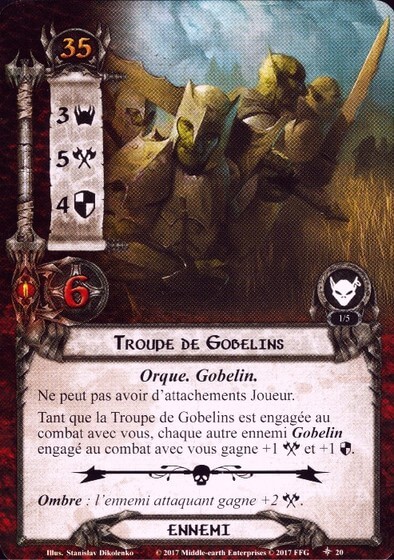 35
3
5
4
6
1/5
Troupe de Gobelins
Orque. Gobelin.
Ne peut pas avoir d'attachements Joueur.
Tant que la Troupe de Gobelins est engagée au
combat avec vous, chaque autre ennemi Gobelin
engagé au combat avec vous gagne +1 et +1 .
Ombre : l'ennemi attaquant gagne +2 .
ENNEMI
Illus. Stanislav Dikolenko © 2017 Middle-earth Enterprises © 2017 FFG 20